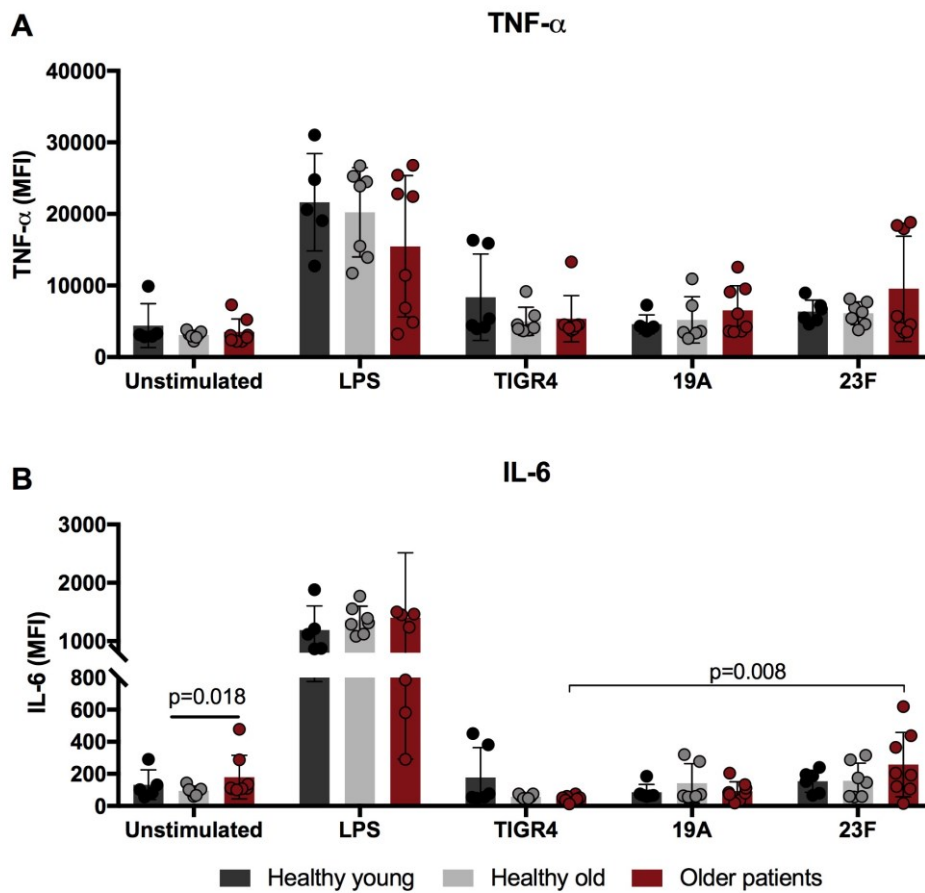 A
TNF-α
40000
30000
20000
10000
0
TNF-α (MFI)
Unstimulated LPS TIGR4 19A 23F
B
IL-6
3000
2000
1000
800
600
400
200
0
IL-6 (MFI)
p=0.018
p=0.008
Unstimulated LPS TIGR4 19A 23F
Healthy young Healthy old Older patients